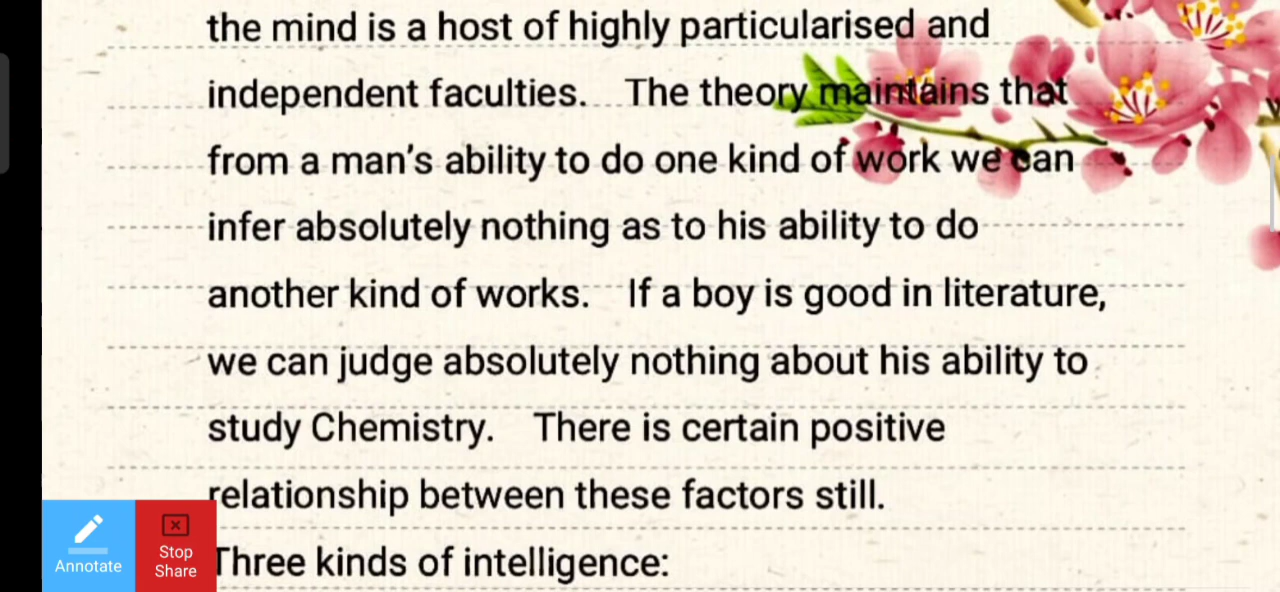 the mind is a host of highly particularised and
independent faculties. The theory maintains that
from a man's ability to do one kind of work we can
infer absolutely nothing as to his ability to do
another kind of works. If a boy is good in literature,
we can judge absolutely nothing about his ability to
study Chemistry. There is certain positive
relationship between these factors still.
Three kinds of intelligence:
Annotate
Stop
Share